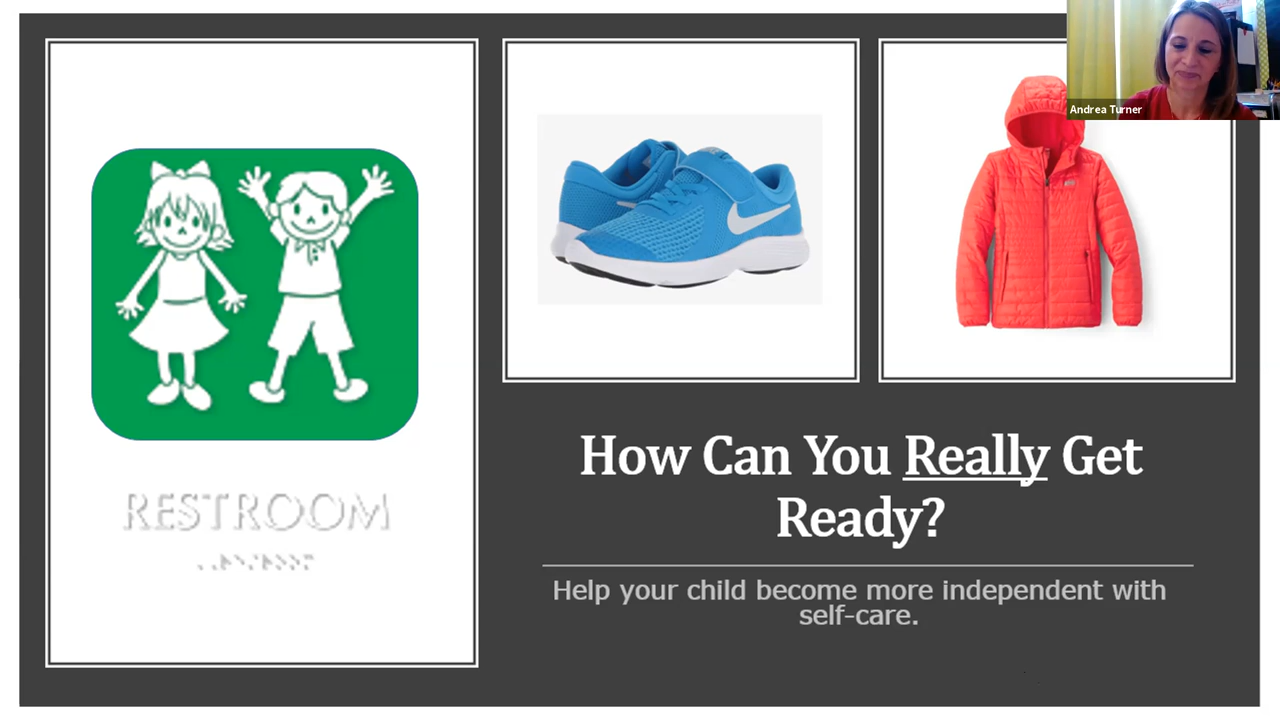 Andrea Turner
RESTROOM
How Can You Really Get
Ready?
Help your child become more independent with
self-care.